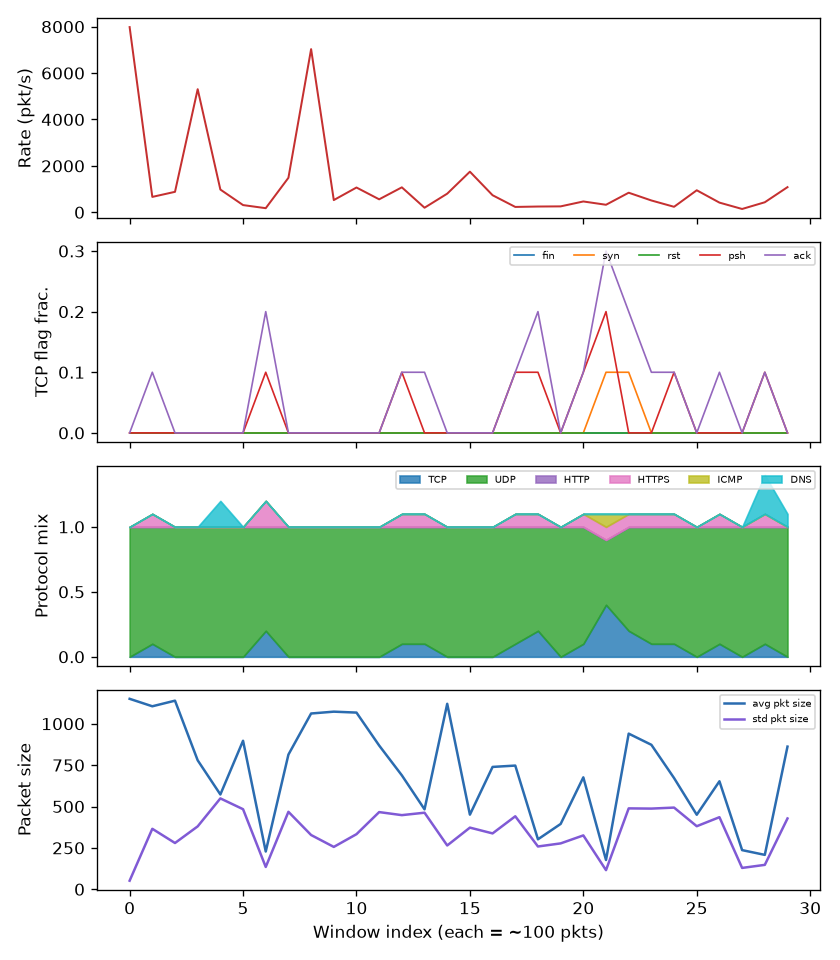 8000
6000
4000
2000
0
Rate (pkt/s)
fin syn rst psh ack
0.3
0.2
0.1
0.0
TCP flag frac.
TCP UDP HTTP HTTPS ICMP DNS
1.0
0.5
0.0
Protocol mix
avg pkt size
std pkt size
1000
750
500
250
0
Packet size
0 5 10 15 20 25 30
Window index (each = ~100 pkts)